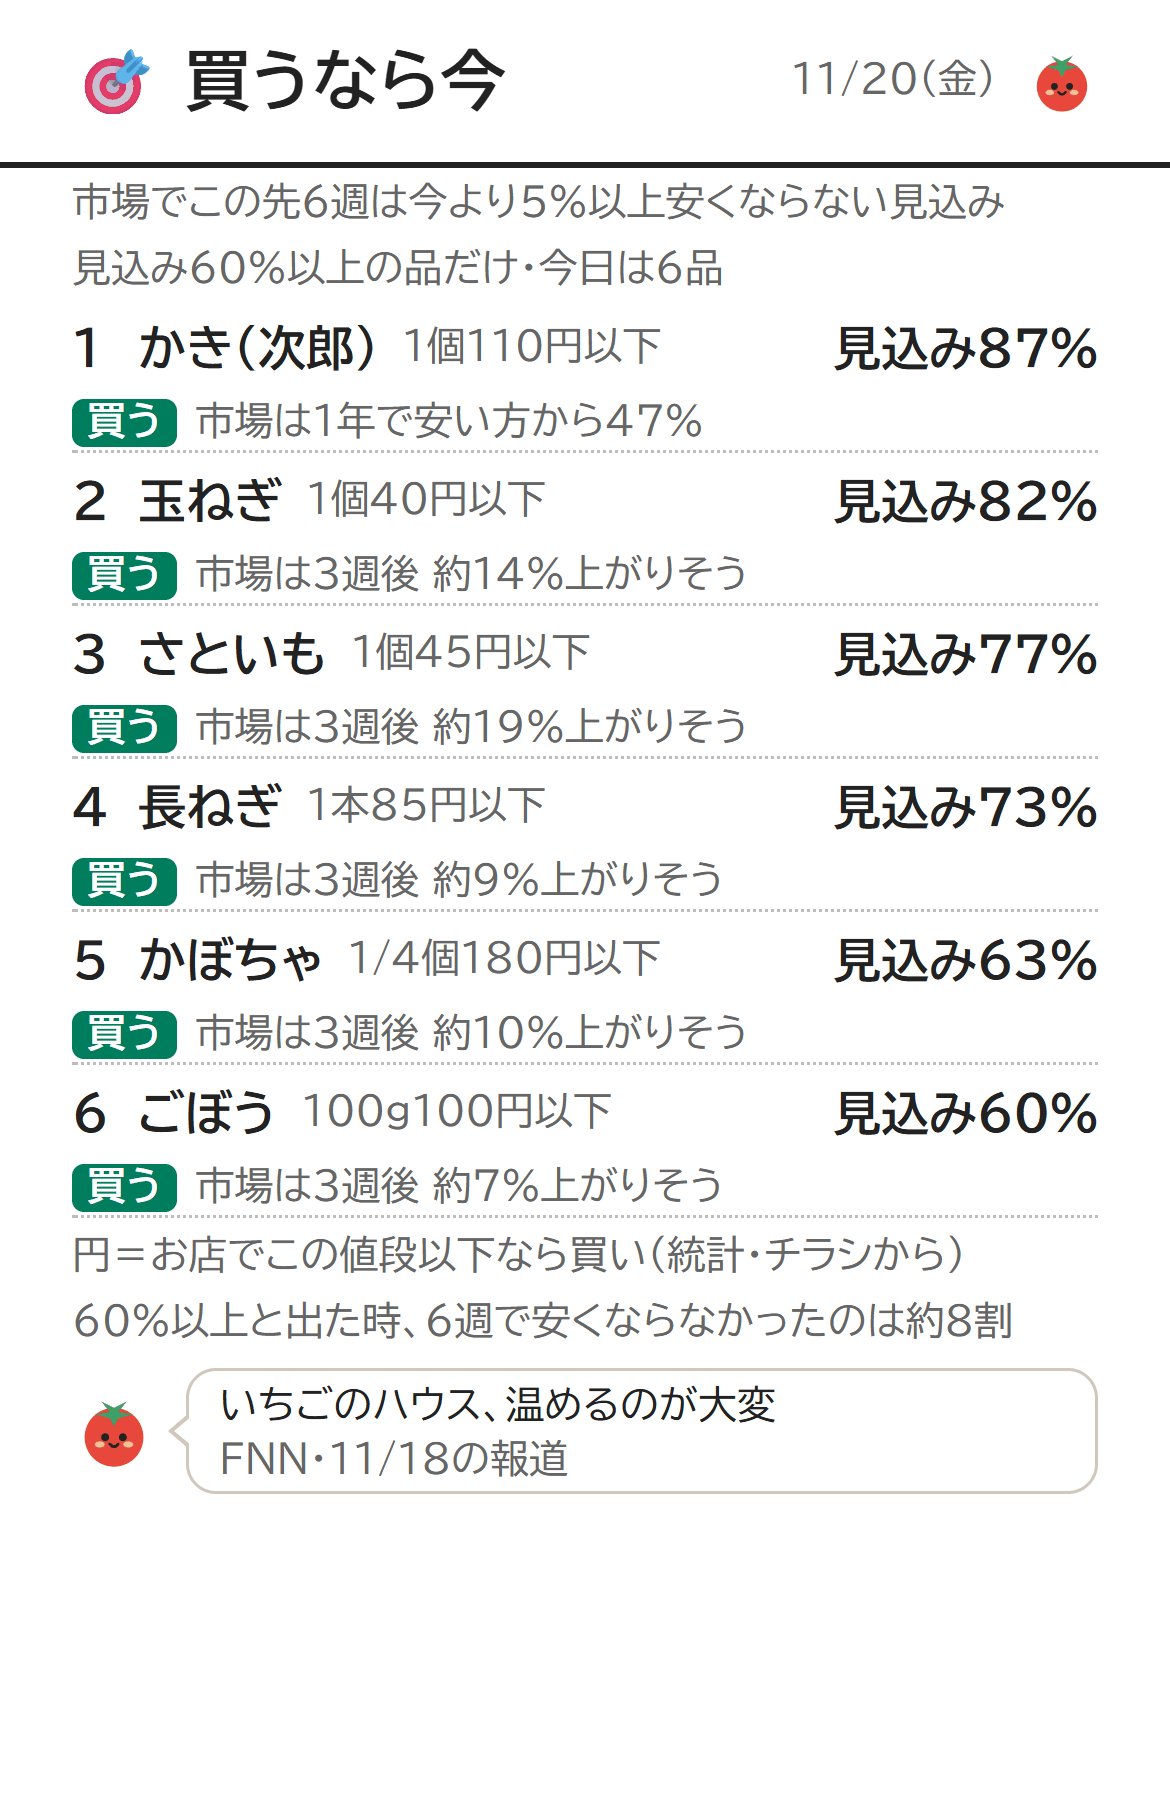 買うなら今 11/20(金)
市場でこの先6週は今より5%以上安くならない見込み
見込み60%以上の品だけ・今日は6品
1 かき(次郎) 1個110円以下 見込み87%
買う 市場は1年で安い方から47%
2 玉ねぎ 1個40円以下 見込み82%
買う 市場は3週後 約14%上がりそう
3 さといも 1個45円以下 見込み77%
買う 市場は3週後 約19%上がりそう
4 長ねぎ 1本85円以下 見込み73%
買う 市場は3週後 約9%上がりそう
5 かぼちゃ 1/4個180円以下 見込み63%
買う 市場は3週後 約10%上がりそう
6 ごぼう 100g100円以下 見込み60%
買う 市場は3週後 約7%上がりそう
円=お店でこの値段以下なら買い(統計・チラシから)
60%以上と出た時、6週で安くならなかったのは約8割
いちごのハウス、温めるのが大変
FNN・11/18の報道